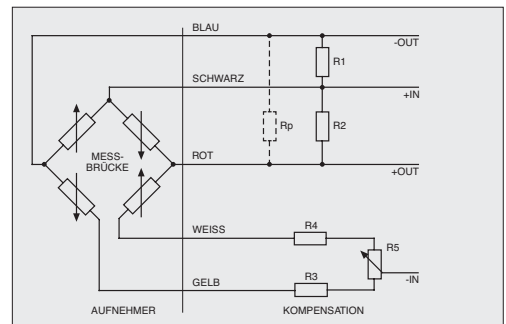 BLAU
-OUT
R1
SCHWARZ
+IN
Rp
R2
MESS-
BRÜCKE
ROT
+OUT
WEISS
R4
R5
-IN
GELB
R3
AUFNEHMER
KOMPENSATION